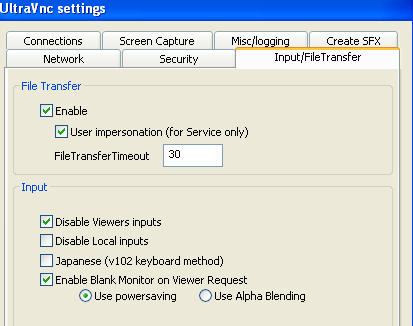 UltraVnc settings
Connections Screen Capture Misc/logging Create SFX
Network Security Input/FileTransfer
File Transfer
Enable
User impersonation (for Service only)
FileTransferTimeout 30
Input
Disable Viewers inputs
Disable Local inputs
Japanese (v102 keyboard method)
Enable Blank Monitor on Viewer Request
Use powersaving Use Alpha Blending